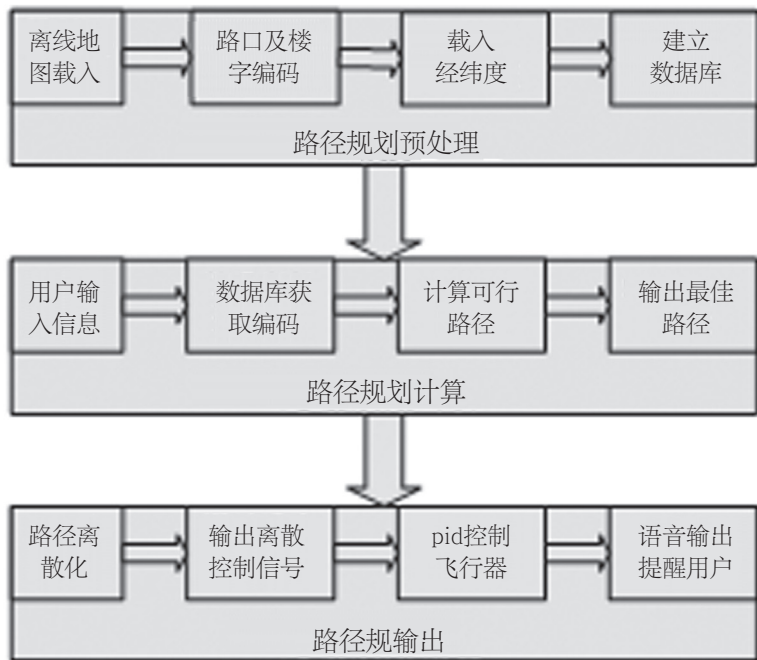 离线地
图载入
路口及楼
字编码
载入
经纬度
建立
数据库
路径规划预处理
用户输
入信息
数据库获
取编码
计算可行
路径
输出最佳
路径
路径规划计算
路径离
散化
输出离散
控制信号
pid控制
飞行器
语音输出
提醒用户
路径规输出